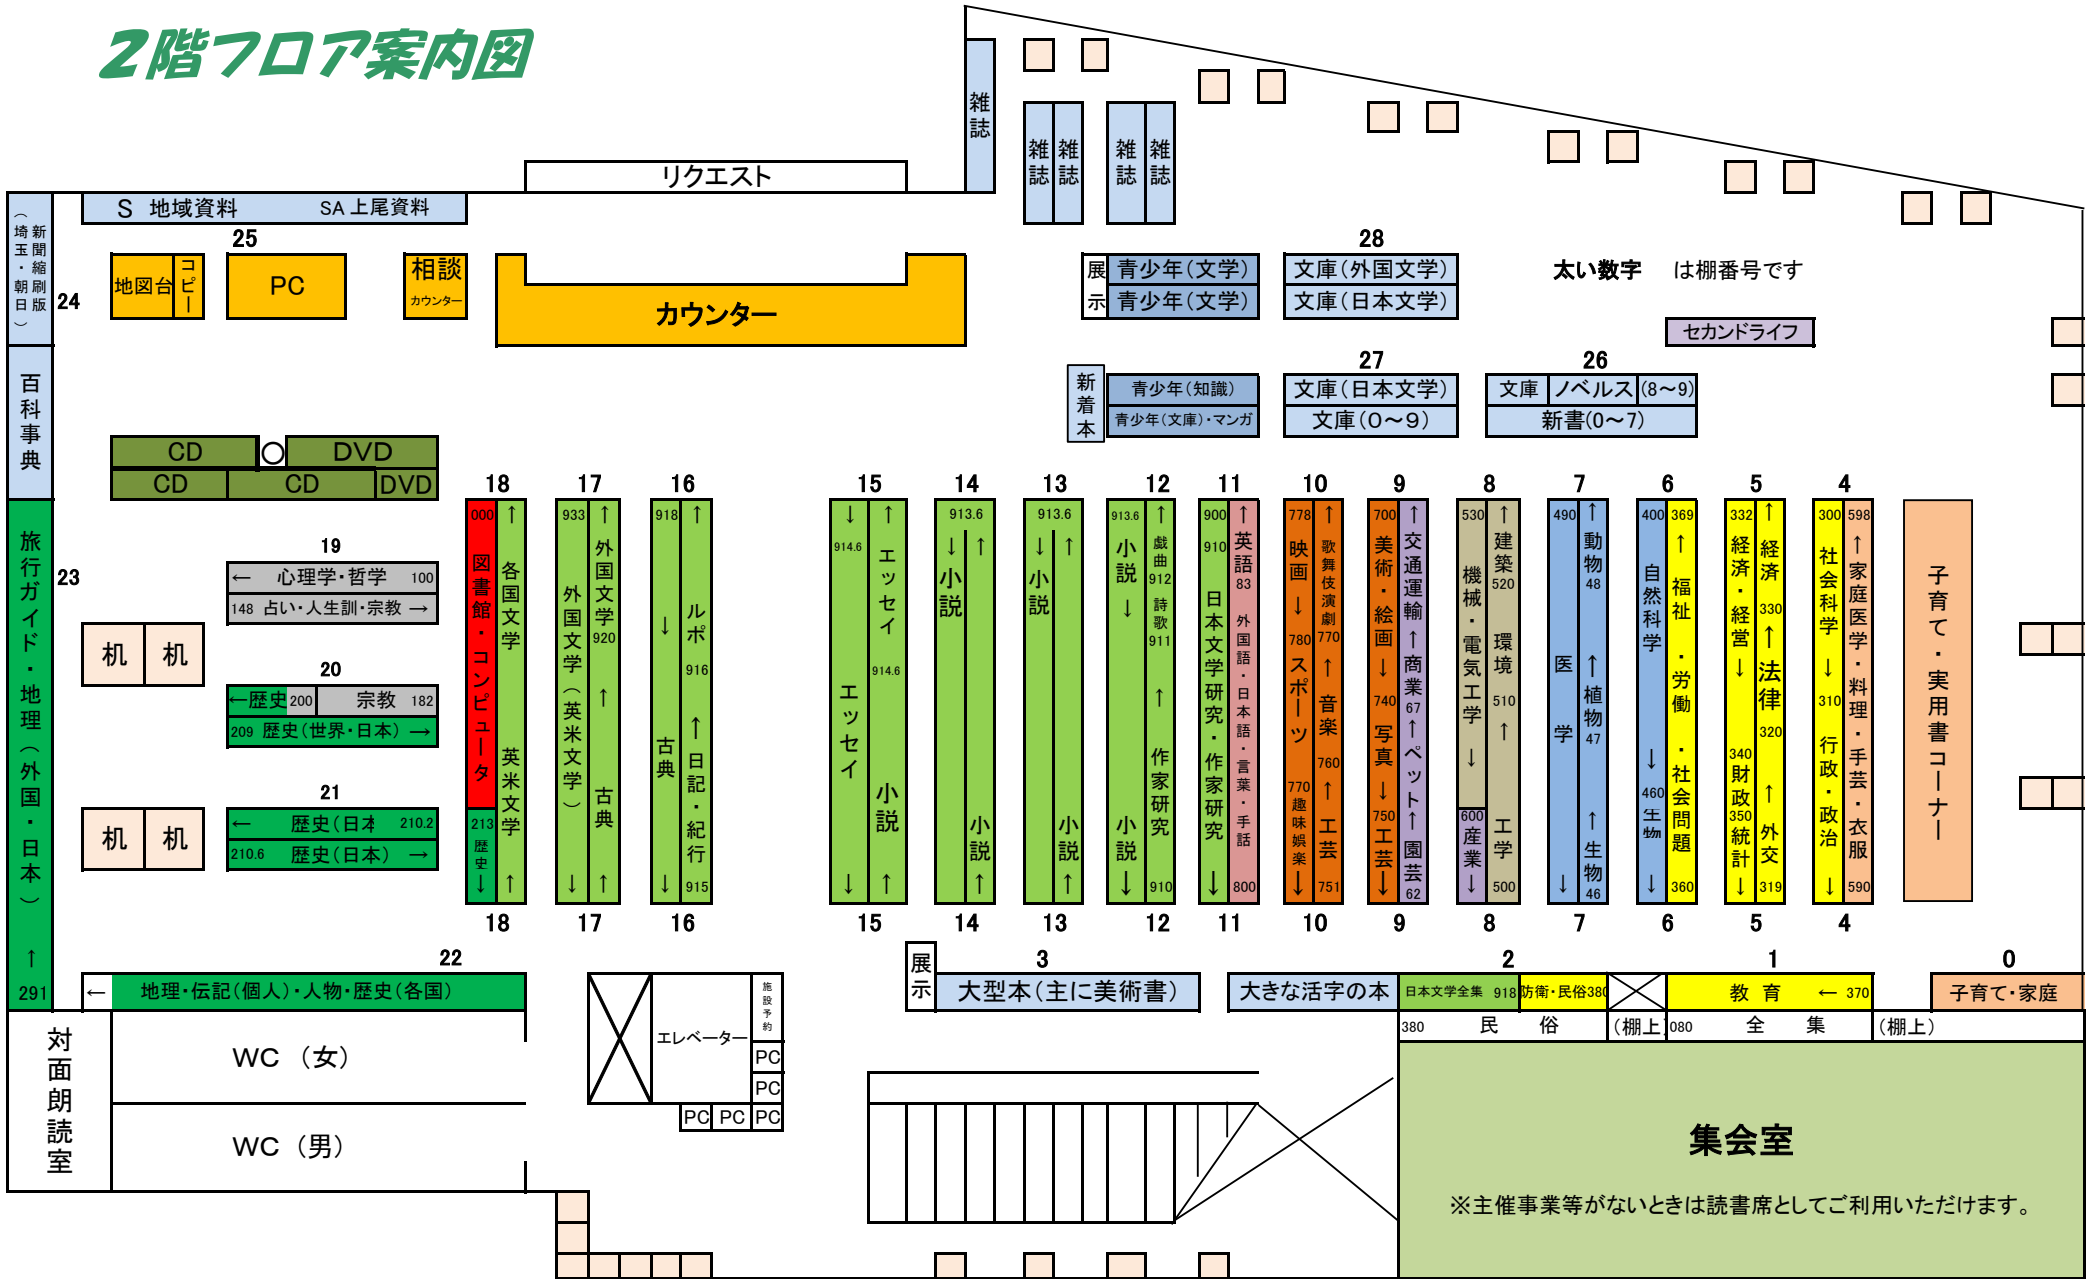 2階フロア案内図
雑誌
雑誌
雑誌
雑誌
雑誌
リクエスト
S 地域資料 SA 上尾資料
新聞縮刷版
(埼玉・朝日)
25
28
地図台
コピー
PC
相談
カウンター
カウンター
24
展示
青少年(文学)
青少年(文学)
文庫(外国文学)
文庫(日本文学)
太い数字 は棚番号です
セカンドライフ
百科事典
27
26
新着本
青少年(知識)
青少年(文庫)・マンガ
文庫(日本文学)
文庫(0~9)
文庫 ノベルス (8~9)
新書(0~7)
CD DVD
CD CD DVD
18 17 16 15 14 13 12 11 10 9 8 7 6 5 4
旅行ガイド・地理(外国・日本)
↑
291
23
19
← 心理学・哲学 100
148 占い・人生訓・宗教 →
机 机
20
←歴史 200 宗教 182
209 歴史(世界・日本) →
21
机 机
← 歴史(日本 210.2
210.6 歴史(日本) →
000 図書館・コンピュータ
213 歴史 ↓
↑ 各国文学 英米文学 ↑
933 外国文学(英米文学) ↓
↑ 外国文学 920 ↑ 古典 ↑
918 ↓ 古典 ↓
↑ ルポ 916 ↑ 日記・紀行 915
↓ 914.6 エッセイ ↓
↑ エッセイ 914.6 小説 ↑
913.6
↓ 小説
↑ 小説 ↑
913.6
↓ 小説
↑ 小説 ↑
913.6 小説 ↓ 小説 ↓
↑ 戯曲 912 詩歌 911 ↑ 作家研究 910
900 910 日本文学研究・作家研究 ↓
↑ 英語 83 外国語・日本語・言葉・手話 800
778 映画 ↓ 780 スポーツ 770 趣味娯楽 ↓
↑ 歌舞伎演劇 770 ↑ 音楽 760 ↑ 工芸 751
700 美術・絵画 ↓ 740 写真 ↓ 750 工芸 ↓
↑ 交通運輸 ↑ 商業 67 ↑ ペット ↑ 園芸 62
530 機械・電気工学 ↓
600 産業 ↓
↑ 建築 520 環境 510 ↑ 工学 500
490 医学 ↓
↑ 動物 48 ↑ 植物 47 ↑ 生物 46
400 自然科学 ↓ 460 生物 ↓
369 ↑ 福祉・労働・社会問題 360
332 経済・経営 ↓ 340 財政 350 統計 ↓
↑ 経済 330 ↑ 法律 320 ↑ 外交 319
300 社会科学 ↓ 310 行政・政治 ↓
598 ↑ 家庭医学・料理・手芸・衣服 590
子育て・実用書コーナー
18 17 16 15 14 13 12 11 10 9 8 7 6 5 4
22
3
2
1
0
← 地理・伝記(個人)・人物・歴史(各国)
展示
大型本(主に美術書)
大きな活字の本
日本文学全集 918
防衛・民俗380
教 育 ← 370
子育て・家庭
380 民 俗 (棚上)
080 全 集 (棚上)
対面朗読室
WC (女)
WC (男)
エレベーター
施設予約
PC
PC
PC PC PC
集会室
※主催事業等がないときは読書席としてご利用いただけます。